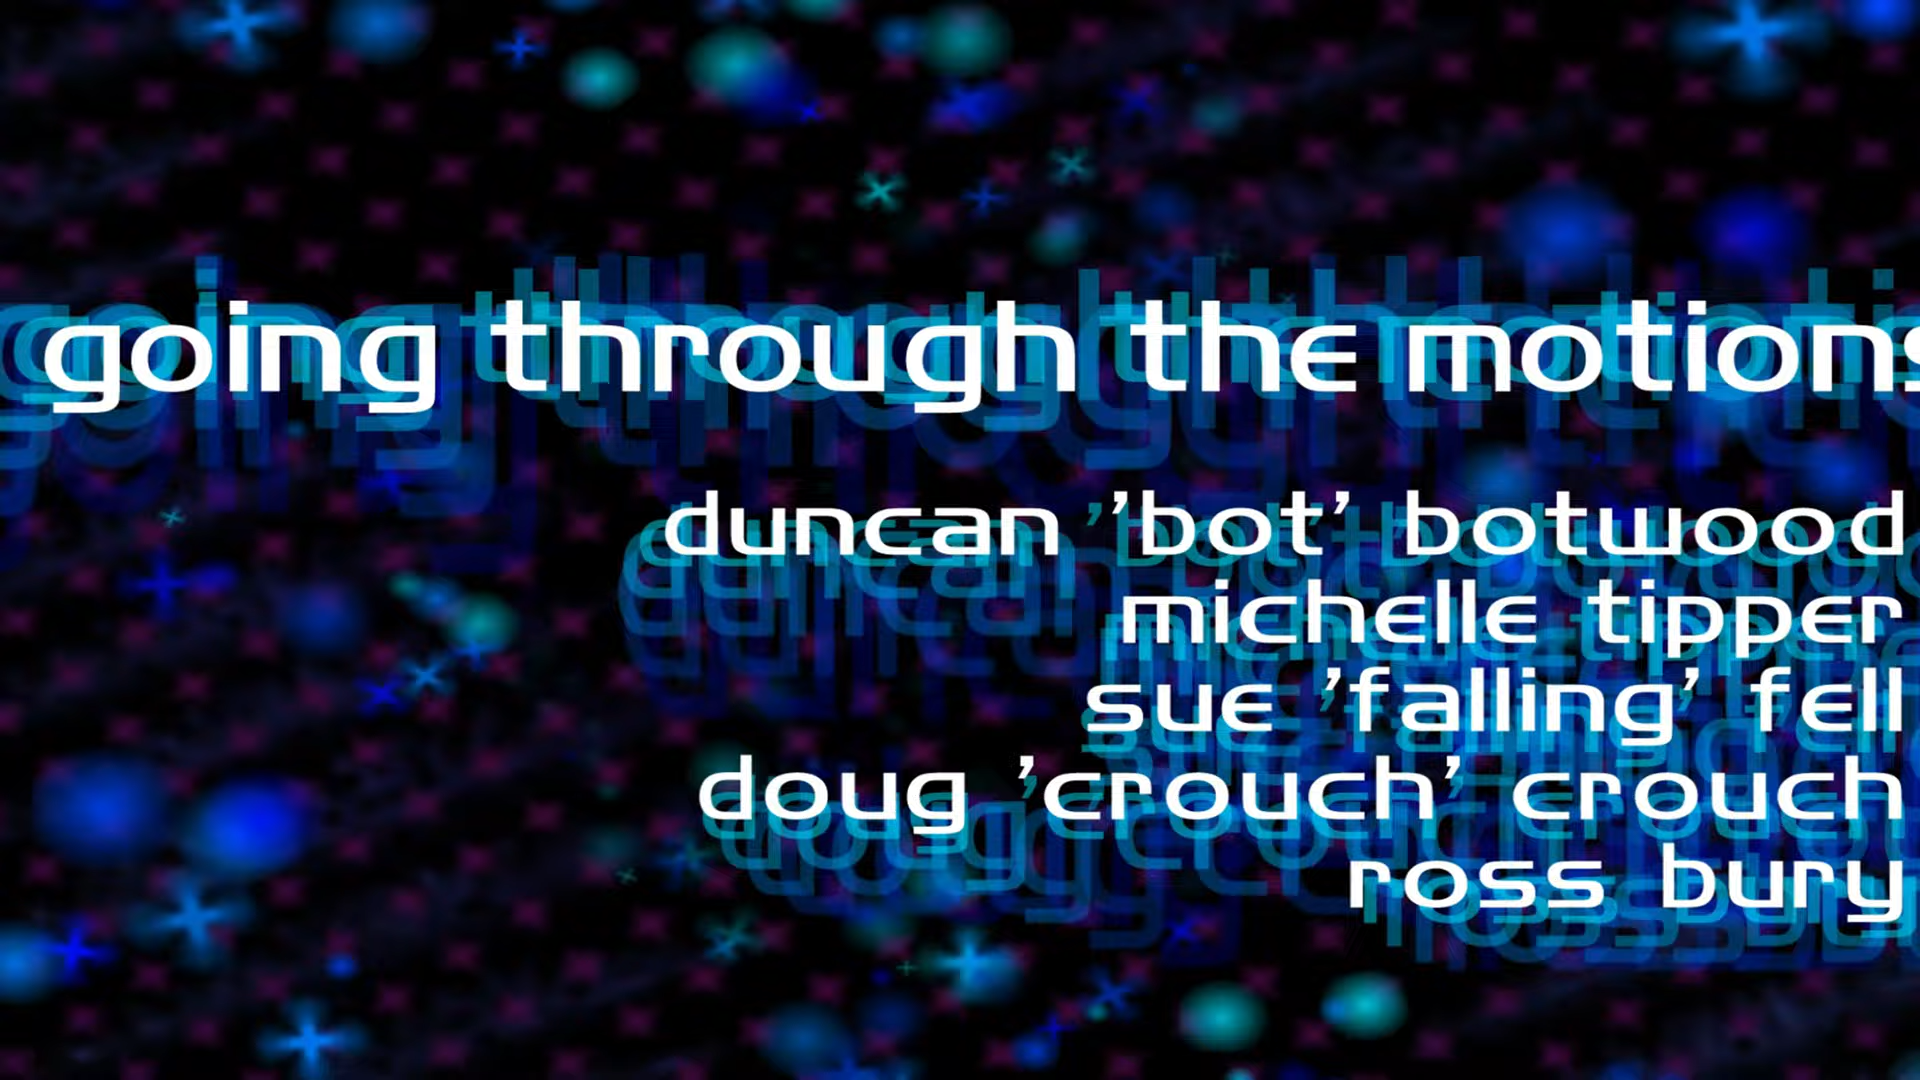 going through the motions
duncan 'bot' botwood
michelle tipper
sue 'falling' fell
doug 'crouch' crouch
ross bury